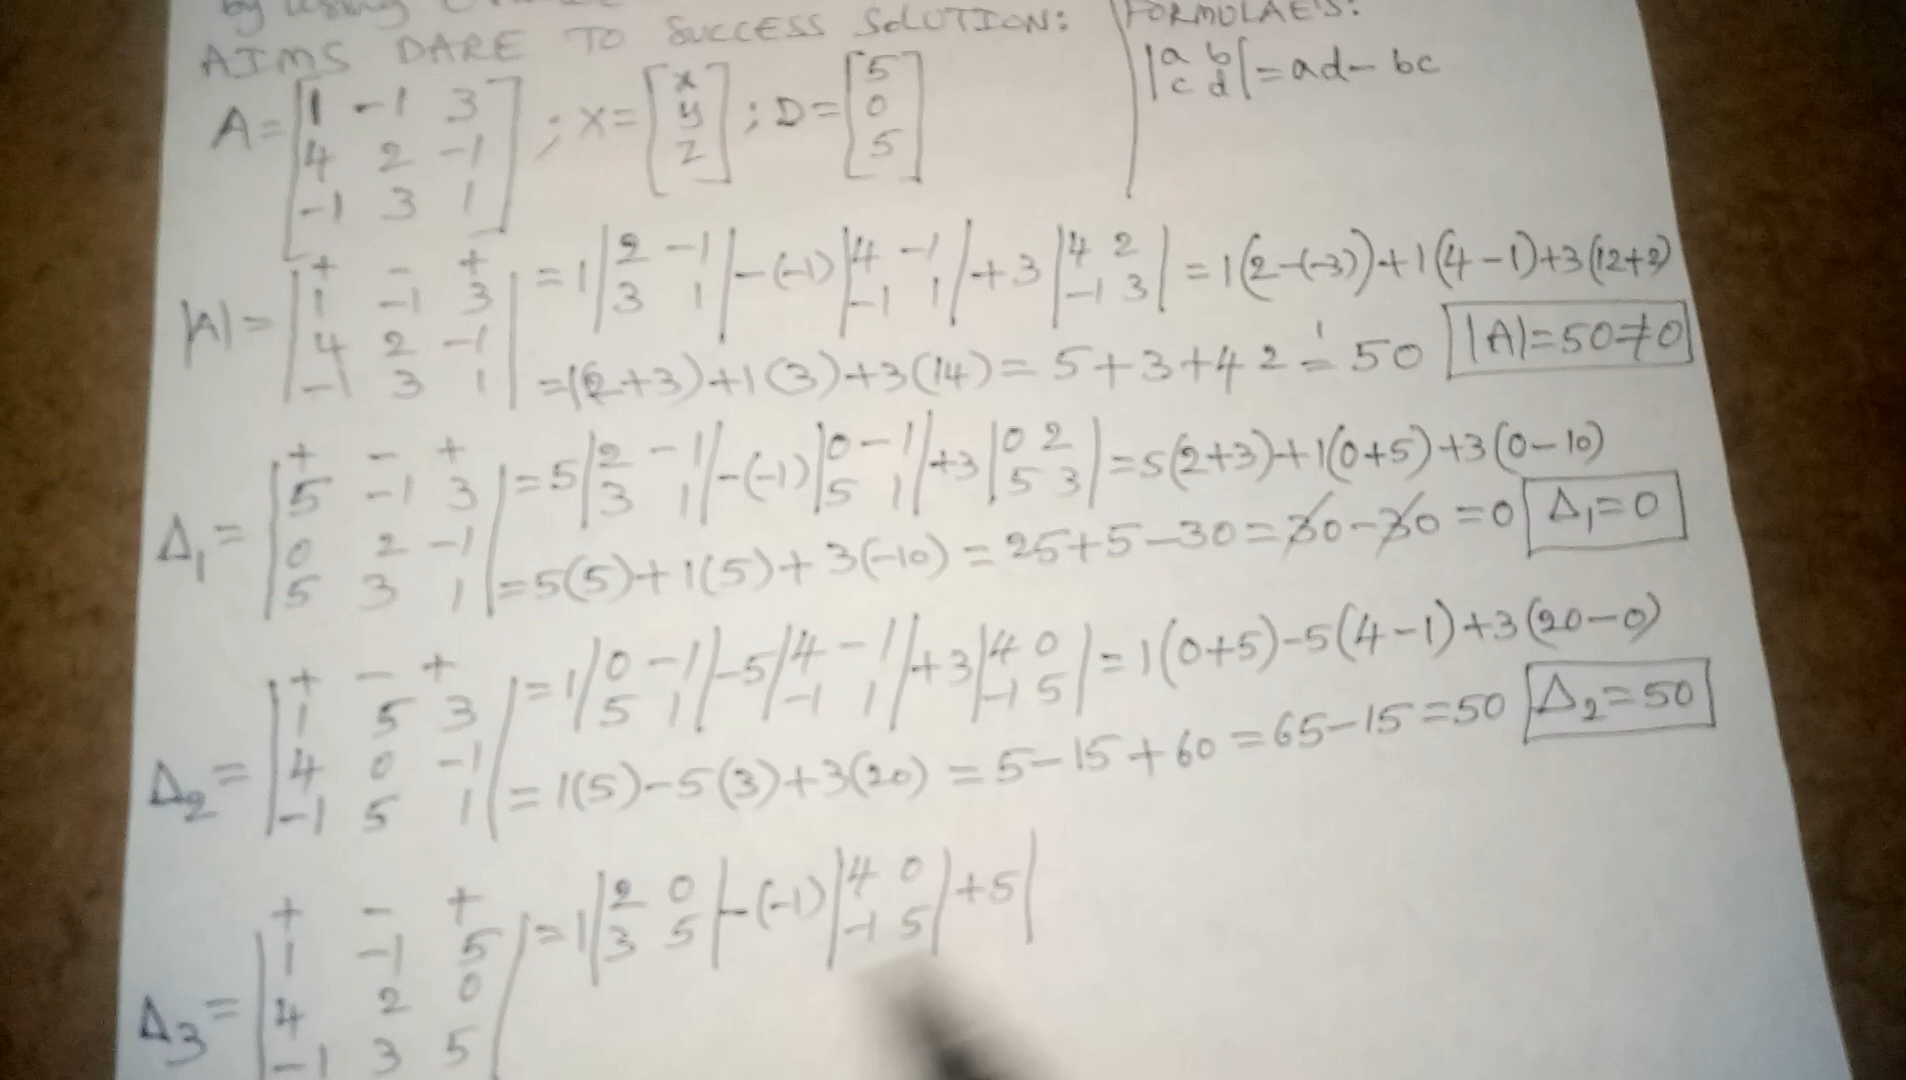 by using
AIMS DARE TO SUCCESS SOLUTION:
FORMULAE'S:
|a b| = ad - bc
|c d|
A = [1 -1 3] ; X = [x] ; D = [5]
[4 2 -1] [y] [0]
[-1 3 1] [z] [5]
+ - +
|A| = |1 -1 3| = 1|2 -1| -(-1)|4 -1| +3|4 2| = 1(2-(-3))+1(4-1)+3(12+2)
|4 2 -1| |3 1| |-1 1| |-1 3|
|-1 3 1| = 1(2+3)+1(3)+3(14) = 5+3+42 = 50 |A|=50≠0
+ - +
Δ1 = |5 -1 3| = 5|2 -1| -(-1)|0 -1| +3|0 2| = 5(2+3)+1(0+5)+3(0-10)
|0 2 -1| |3 1| |5 1| |5 3|
|5 3 1| = 5(5)+1(5)+3(-10) = 25+5-30 = 30-30 = 0 Δ1=0
+ - +
Δ2 = |1 5 3| = 1|0 -1| -5|4 -1| +3|4 0| = 1(0+5)-5(4-1)+3(20-0)
|4 0 -1| |5 1| |-1 1| |-1 5|
|-1 5 1| = 1(5)-5(3)+3(20) = 5-15+60 = 65-15 = 50 Δ2=50
+ - +
Δ3 = |1 -1 5| = 1|2 0| -(-1)|4 0| +5|
|4 2 0| |3 5| |-1 5|
|-1 3 5|